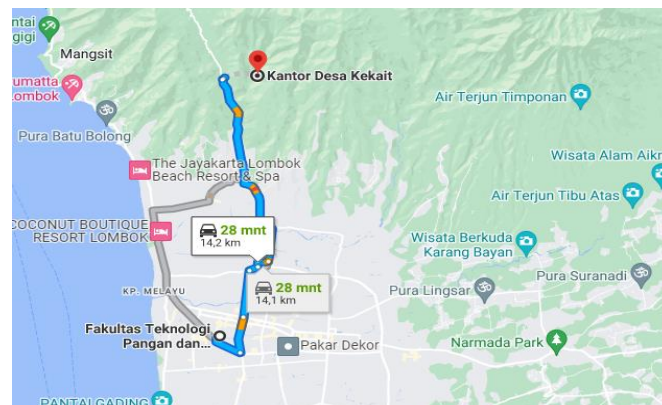 Mangsit
Kantor Desa Kekait
Air Terjun Timponan
Pura Batu Bolong
Wisata Alam Aikr
The Jayakarta Lombok
Beach Resort & Spa
Air Terjun Tibu Atas
COCONUT BOUTIQUE
RESORT LOMBOK
28 mnt
14,2 km
Wisata Berkuda
Karang Bayan
28 mnt
14,1 km
KP. MELAYU
Pura Lingsar
Pura Suranadi
Fakultas Teknologi
Pangan dan...
Pakar Dekor
Narmada Park
PANTAI GADING